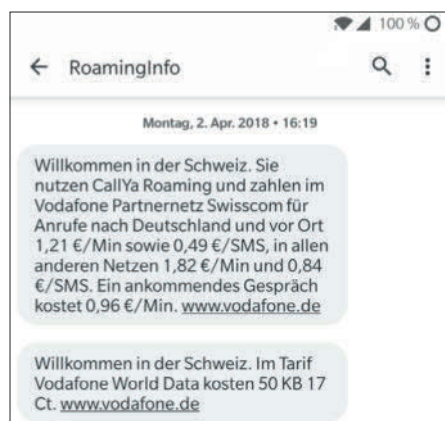 100 %
RoamingInfo
Montag, 2. Apr. 2018 • 16:19
Willkommen in der Schweiz. Sie
nutzen CallYa Roaming und zahlen im
Vodafone Partnernetz Swisscom für
Anrufe nach Deutschland und vor Ort
1,21 €/Min sowie 0,49 €/SMS, in allen
anderen Netzen 1,82 €/Min und 0,84
€/SMS. Ein ankommendes Gespräch
kostet 0,96 €/Min. www.vodafone.de
Willkommen in der Schweiz. Im Tarif
Vodafone World Data kosten 50 KB 17
Ct. www.vodafone.de